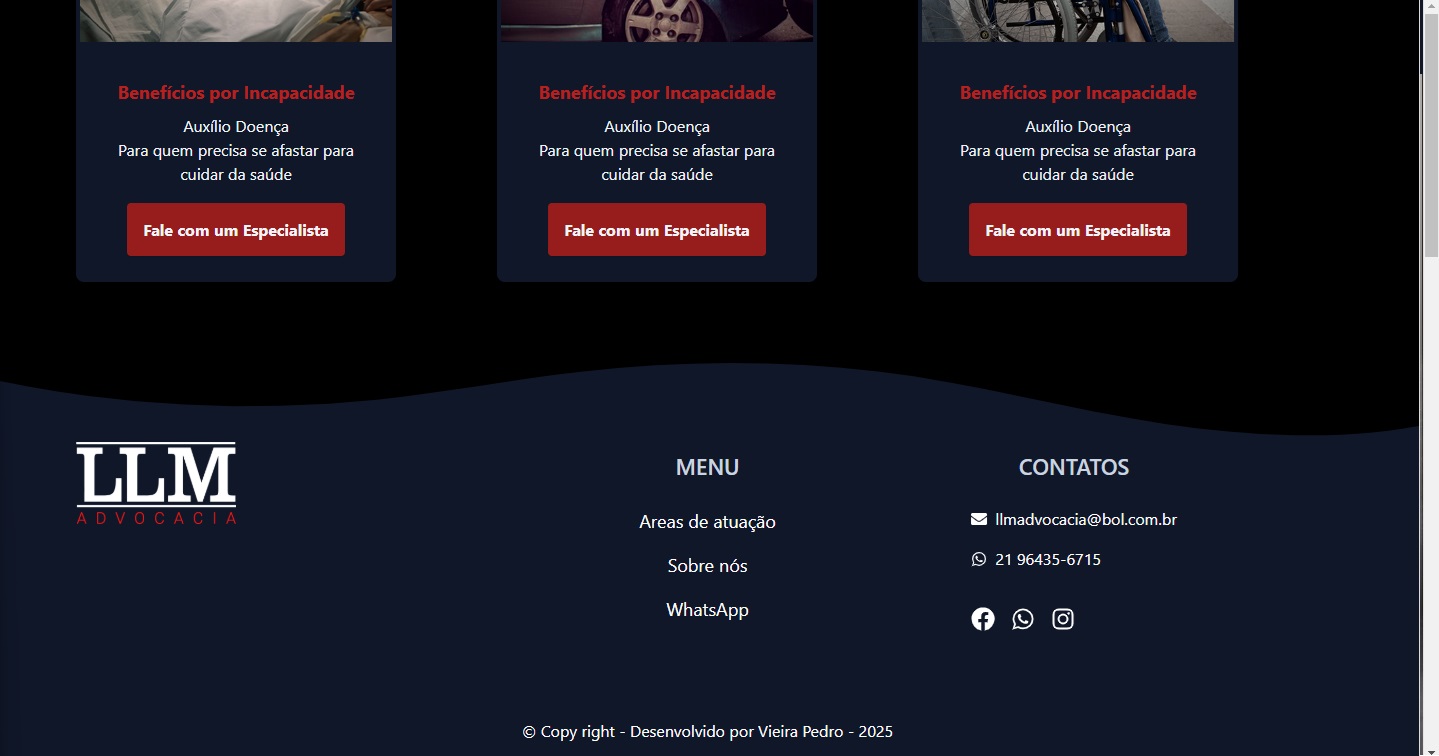 Benefícios por Incapacidade
Auxílio Doença
Para quem precisa se afastar para
cuidar da saúde
Fale com um Especialista
Benefícios por Incapacidade
Auxílio Doença
Para quem precisa se afastar para
cuidar da saúde
Fale com um Especialista
Benefícios por Incapacidade
Auxílio Doença
Para quem precisa se afastar para
cuidar da saúde
Fale com um Especialista
LLM
ADVOCACIA
MENU
Areas de atuação
Sobre nós
WhatsApp
CONTATOS
llmadvocacia@bol.com.br
21 96435-6715
© Copy right - Desenvolvido por Vieira Pedro - 2025